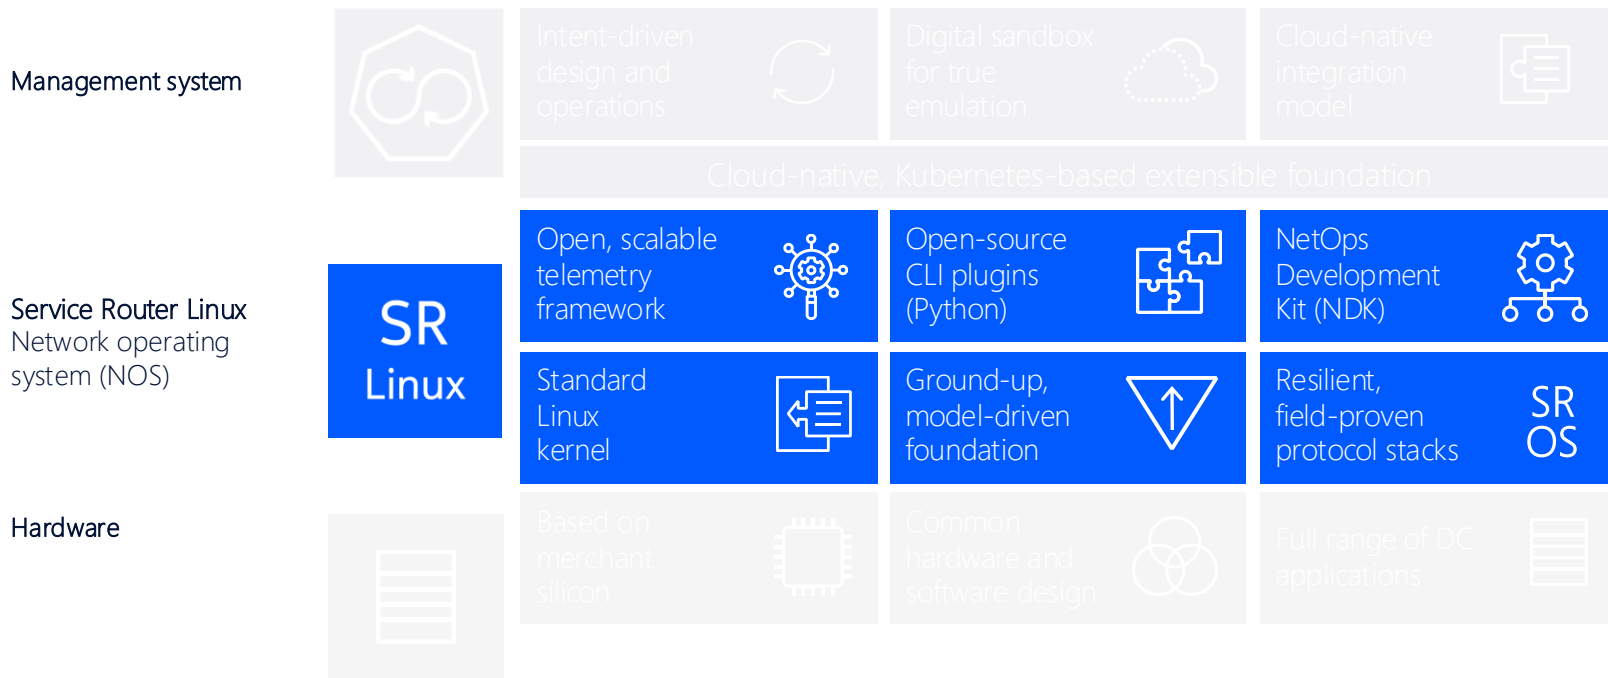 Management system
Intent-driven
design and
operations
Digital sandbox
for true
emulation
Cloud-native
integration
model
Cloud-native, Kubernetes-based extensible foundation
Service Router Linux
Network operating
system (NOS)
SR
Linux
Open, scalable
telemetry
framework
Open-source
CLI plugins
(Python)
NetOps
Development
Kit (NDK)
Standard
Linux
kernel
Ground-up,
model-driven
foundation
Resilient,
field-proven
protocol stacks
SR
OS
Hardware
Based on
merchant
silicon
Common
hardware and
software design
Full range of DC
applications